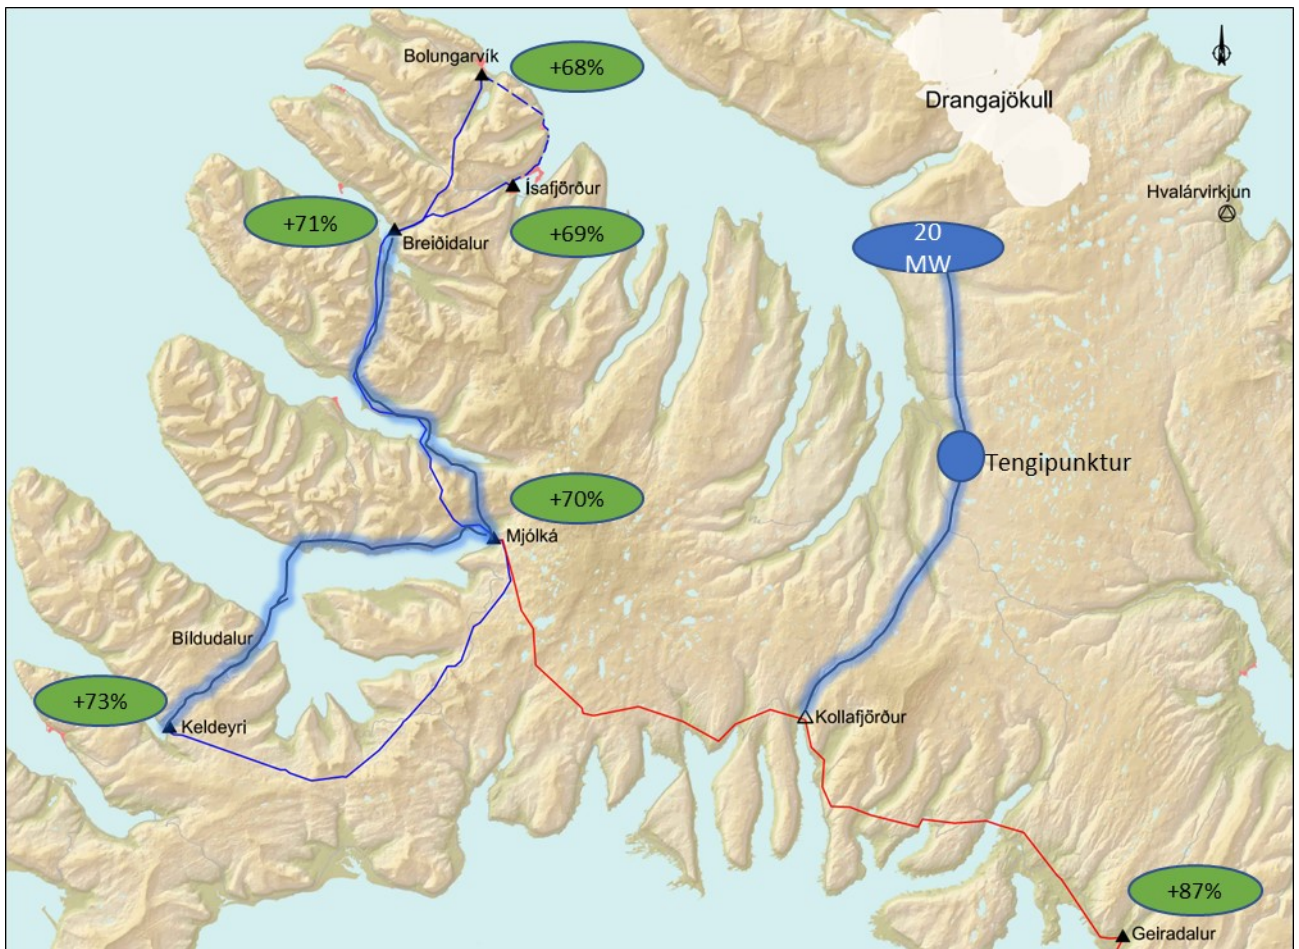 Bolungarvík
+68%
Drangajökull
Ísafjörður
Hvalárvirkjun
+71%
Breiðidalur
+69%
20
MW
Tengipunktur
+70%
Mjólká
Bíldudalur
+73%
Keldeyri
Kollafjörður
+87%
Geiradalur